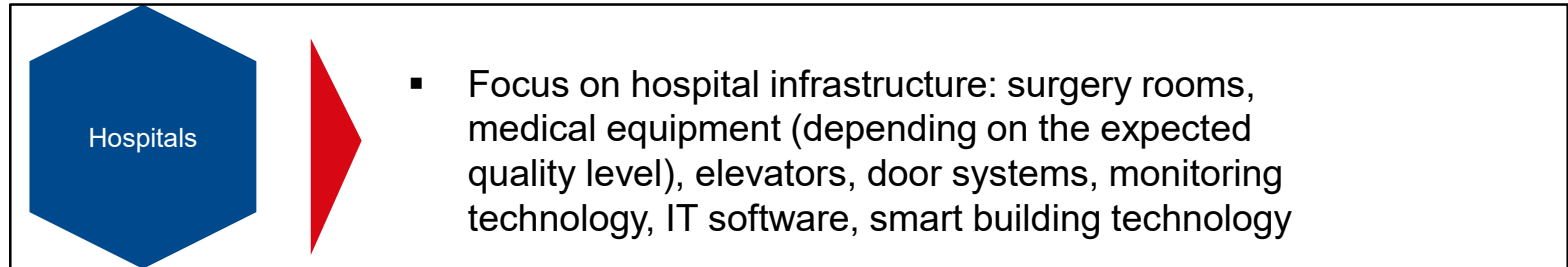 Hospitals
▪ Focus on hospital infrastructure: surgery rooms,
medical equipment (depending on the expected
quality level), elevators, door systems, monitoring
technology, IT software, smart building technology